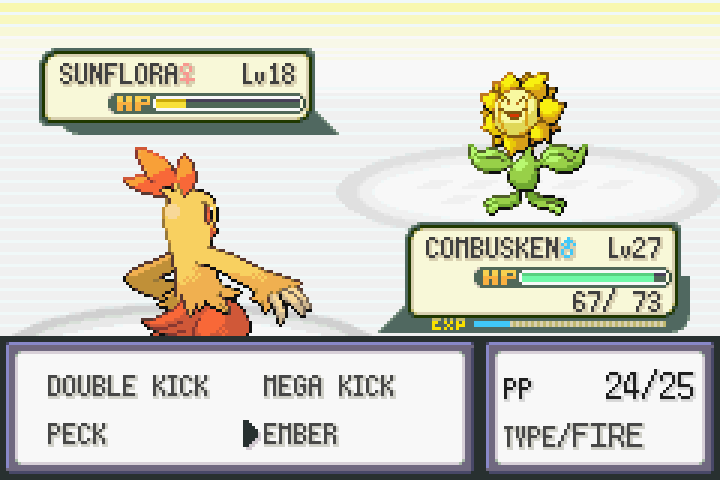 SUNFLORA♀ Lv18
HP
COMBUSKEN♂ Lv27
HP
67/ 73
EXP
DOUBLE KICK MEGA KICK
PECK ▶EMBER
PP 24/25
TYPE/FIRE